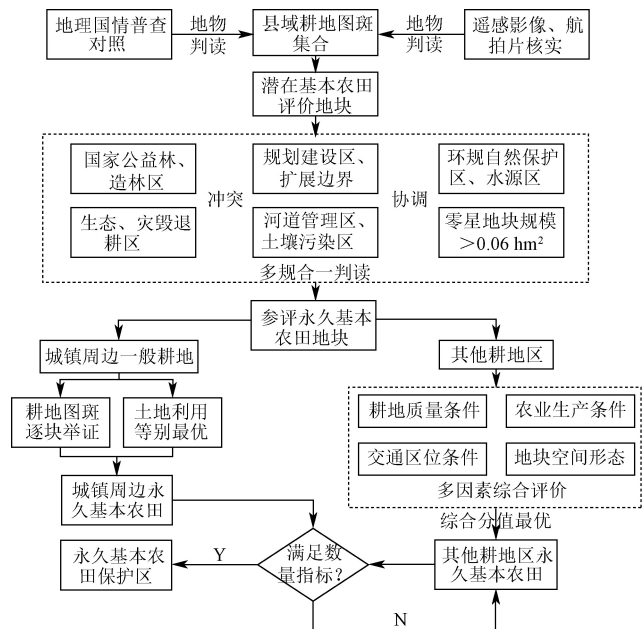 地理国情普查
对照
地物
判读
县域耕地图斑
集合
地物
判读
遥感影像、航
拍片核实
潜在基本农田
评价地块
国家公益林、
造林区
规划建设区、
扩展边界
环规自然保护
区、水源区
冲突
协调
生态、灾毁退
耕区
河道管理区、
土壤污染区
零星地块规模
＞0.06 hm²
多规合一判读
参评永久基本
农田地块
城镇周边一般耕地
其他耕地区
耕地图斑
逐块举证
土地利用
等别最优
耕地质量条件
农业生产条件
交通区位条件
地块空间形态
多因素综合评价
城镇周边永
久基本农田
综合分值最优
永久基本农
田保护区
Y
满足数
量指标?
其他耕地区永
久基本农田
N